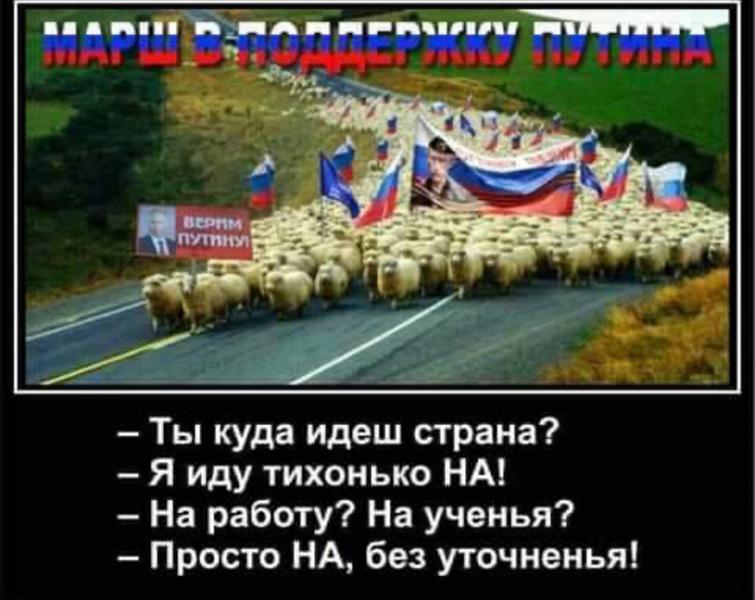 МАРШ В ПОДДЕРЖКУ ПУТИНА
ВЕРИМ
ПУТИНУ!
– Ты куда идеш страна?
– Я иду тихонько НА!
– На работу? На ученья?
– Просто НА, без уточненья!